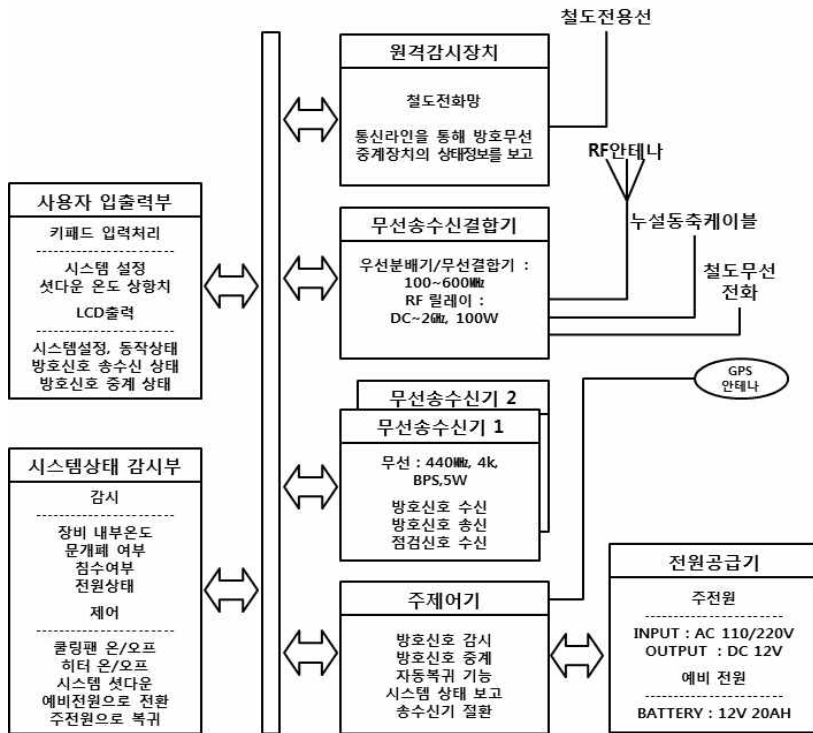 철도전용선
원격감시장치
철도전화망
통신라인을 통해 방호무선
중계장치의 상태정보를 보고
RF안테나
사용자 입출력부
키패드 입력처리
시스템 설정
셧다운 온도 상항치
LCD출력
시스템설정, 동작상태
방호신호 송수신 상태
방호신호 중계 상태
무선송수신결합기
우선분배기/무선결합기 :
100~600㎒
RF 릴레이 :
DC~2㎓, 100W
누설동축케이블
철도무선
전화
GPS
안테나
무선송수신기 2
무선송수신기 1
무선 : 440㎒, 4k,
BPS,5W
방호신호 수신
방호신호 송신
점검신호 수신
시스템상태 감시부
감시
장비 내부온도
문개폐 여부
침수여부
전원상태
제어
쿨링팬 온/오프
히터 온/오프
시스템 셧다운
예비전원으로 전환
주전원으로 복귀
주제어기
방호신호 감시
방호신호 중계
자동복귀 기능
시스템 상태 보고
송수신기 절환
전원공급기
주전원
INPUT : AC 110/220V
OUTPUT : DC 12V
예비 전원
BATTERY : 12V 20AH